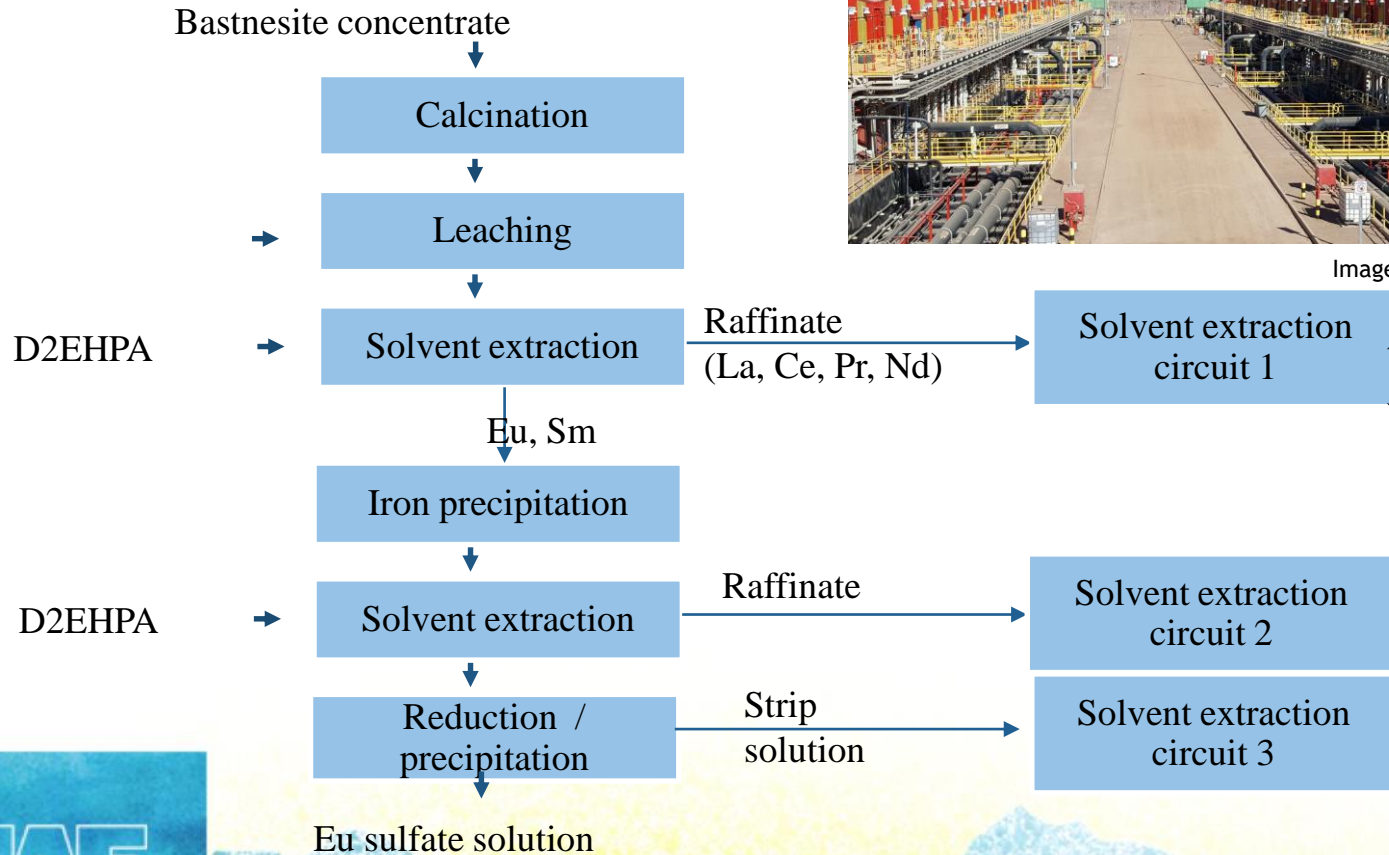 Bastnesite concentrate
Calcination
Leaching
Image
D2EHPA
Solvent extraction
Raffinate
(La, Ce, Pr, Nd)
Solvent extraction
circuit 1
Eu, Sm
Iron precipitation
D2EHPA
Solvent extraction
Raffinate
Solvent extraction
circuit 2
Reduction /
precipitation
Strip
solution
Solvent extraction
circuit 3
Eu sulfate solution